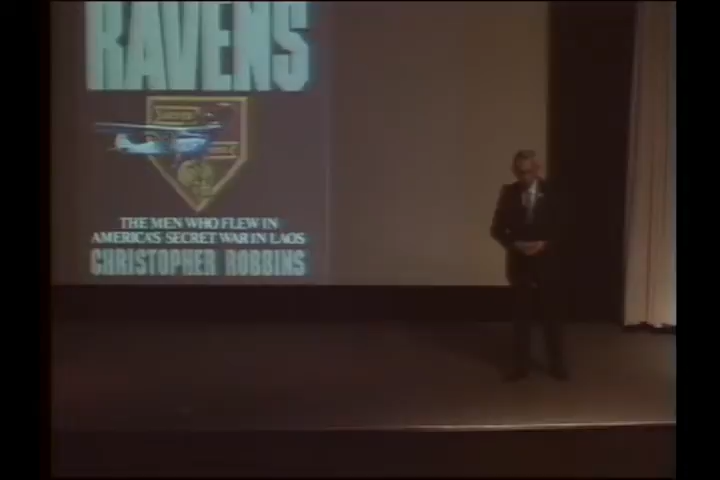 RAVENS
THE MEN WHO FLEW IN
AMERICA'S SECRET WAR IN LAOS
CHRISTOPHER ROBBINS